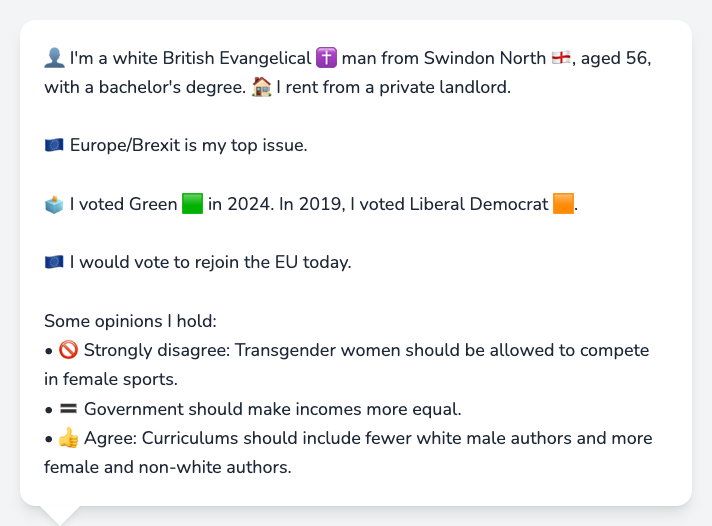 👤 I'm a white British Evangelical ✝️ man from Swindon North 🏴󠁧󠁢󠁥󠁮󠁧󠁿, aged 56,
with a bachelor's degree. 🏠 I rent from a private landlord.
🇪🇺 Europe/Brexit is my top issue.
🗳️ I voted Green 🟩 in 2024. In 2019, I voted Liberal Democrat 🟧.
🇪🇺 I would vote to rejoin the EU today.
Some opinions I hold:
• 🚫 Strongly disagree: Transgender women should be allowed to compete
in female sports.
• 🟰 Government should make incomes more equal.
• 👍 Agree: Curriculums should include fewer white male authors and more
female and non-white authors.